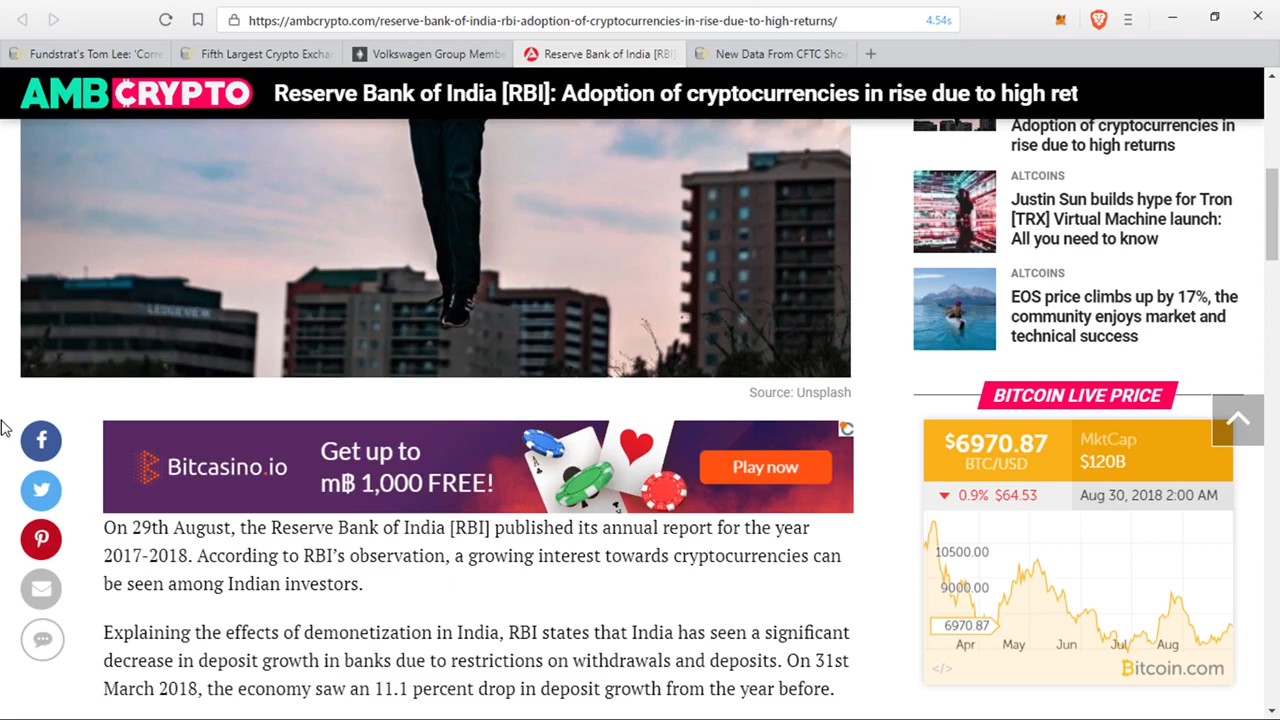 https://ambcrypto.com/reserve-bank-of-india-rbi-adoption-of-cryptocurrencies-in-rise-due-to-high-returns/
4.54s
Fundstrat's Tom Lee: 'Corre
Fifth Largest Crypto Excha
Volkswagen Group Membe
Reserve Bank of India [RBI]
New Data From CFTC Show
AMBCRYPTO
Reserve Bank of India [RBI]: Adoption of cryptocurrencies in rise due to high ret
Adoption of cryptocurrencies in
rise due to high returns
ALTCOINS
Justin Sun builds hype for Tron
[TRX] Virtual Machine launch:
All you need to know
ALTCOINS
EOS price climbs up by 17%, the
community enjoys market and
technical success
LEDGEVIEW
Source: Unsplash
Bitcasino.io
Get up to
mB 1,000 FREE!
Play now
On 29th August, the Reserve Bank of India [RBI] published its annual report for the year
2017-2018. According to RBI's observation, a growing interest towards cryptocurrencies can
be seen among Indian investors.
Explaining the effects of demonetization in India, RBI states that India has seen a significant
decrease in deposit growth in banks due to restrictions on withdrawals and deposits. On 31st
March 2018, the economy saw an 11.1 percent drop in deposit growth from the year before.
BITCOIN LIVE PRICE
$6970.87
BTC/USD
MktCap
$120B
0.9% $64.53
Aug 30, 2018 2:00 AM
10500.00
9000.00
6970.87
Apr May Jun Jul Aug
</>
Bitcoin.com